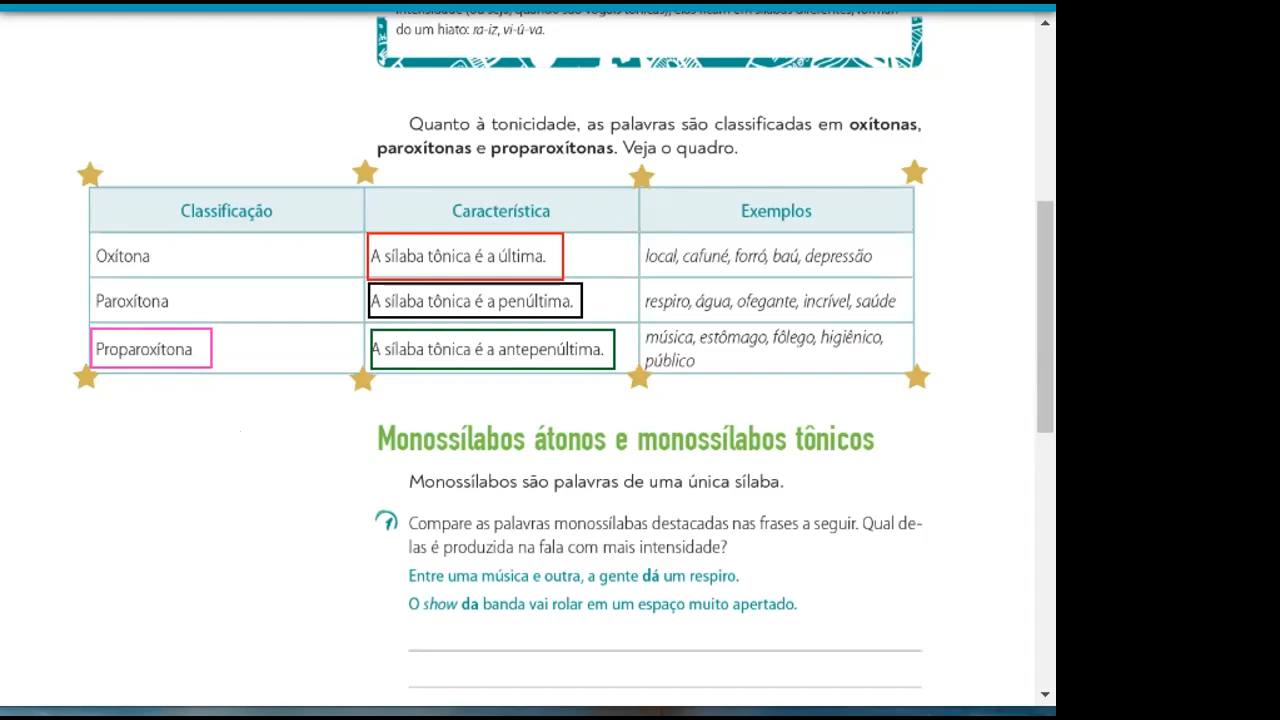 do um hiato: ra-iz, vi-ú-va.
Quanto à tonicidade, as palavras são classificadas em oxítonas,
paroxítonas e proparoxítonas. Veja o quadro.
Classificação Característica Exemplos
Oxítona A sílaba tônica é a última. local, cafuné, forró, baú, depressão
Paroxítona A sílaba tônica é a penúltima. respiro, água, ofegante, incrível, saúde
Proparoxítona A sílaba tônica é a antepenúltima. música, estômago, fôlego, higiênico,
público
Monossílabos átonos e monossílabos tônicos
Monossílabos são palavras de uma única sílaba.
1 Compare as palavras monossílabas destacadas nas frases a seguir. Qual de-
las é produzida na fala com mais intensidade?
Entre uma música e outra, a gente dá um respiro.
O show da banda vai rolar em um espaço muito apertado.